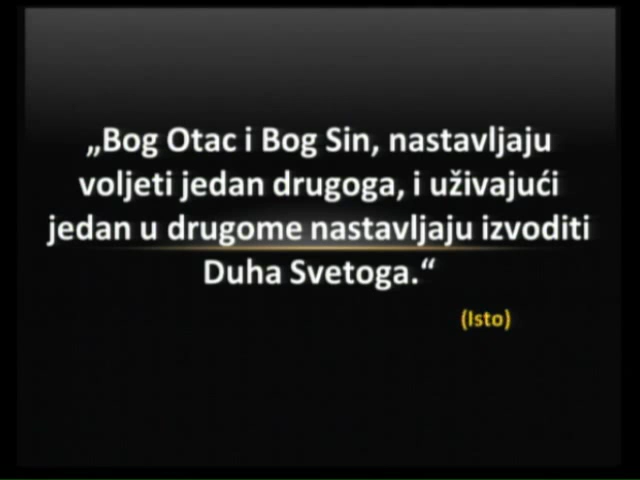 „Bog Otac i Bog Sin, nastavljaju
voljeti jedan drugoga, i uživajući
jedan u drugome nastavljaju izvoditi
Duha Svetoga.“
(Isto)